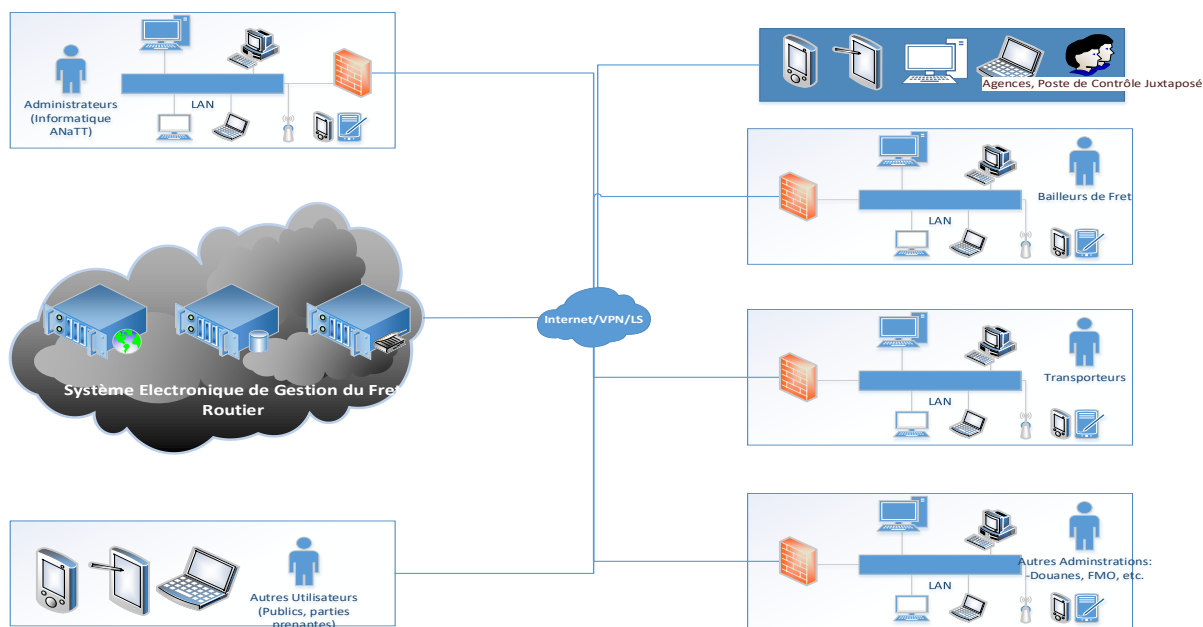 LAN
Administrateurs
(Informatique
ANaTT)
Agences, Poste de Contrôle Juxtaposé
Bailleurs de Fret
LAN
Internet/VPN/LS
Système Electronique de Gestion du Fret
Routier
Transporteurs
LAN
Autres Utilisateurs
(Publics, parties
prenantes)
Autres Adminstrations:
-Douanes, FMO, etc.
LAN